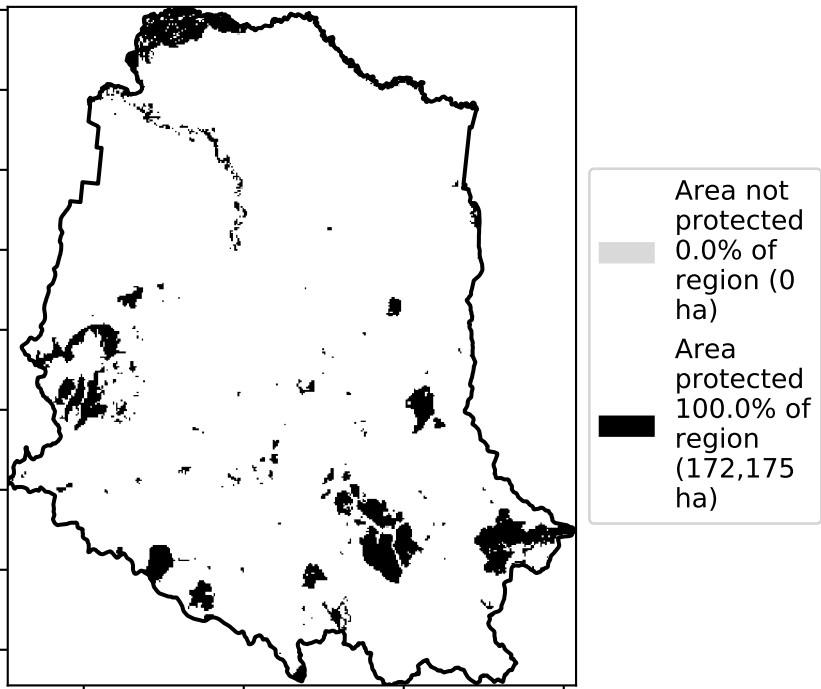 Area not
protected
0.0% of
region (0
ha)
Area
protected
100.0% of
region
(172,175
ha)